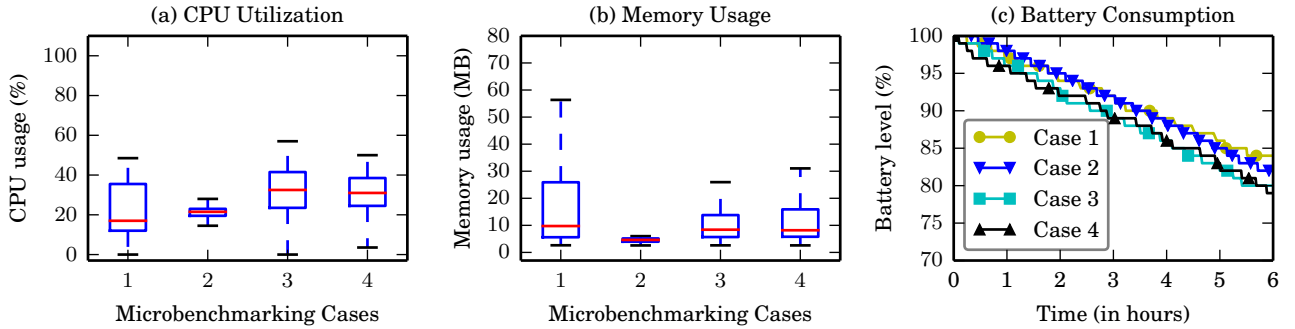 (a) CPU Utilization
100
80
60
40
20
0
CPU usage (%)
1 2 3 4
Microbenchmarking Cases
(b) Memory Usage
80
70
60
50
40
30
20
10
0
Memory usage (MB)
1 2 3 4
Microbenchmarking Cases
(c) Battery Consumption
100
95
90
85
80
75
70
Battery level (%)
Case 1
Case 2
Case 3
Case 4
0 1 2 3 4 5 6
Time (in hours)